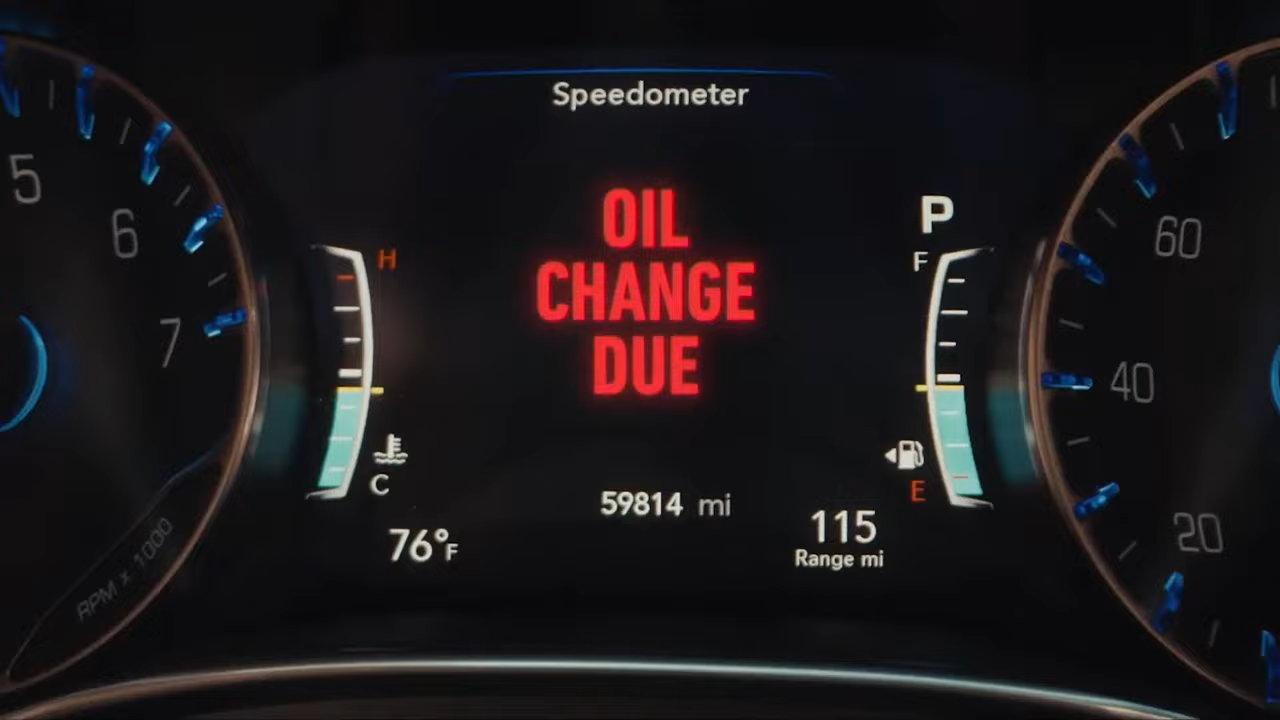 Speedometer
5
6
7
RPM x 1000
H
C
76°F
OIL
CHANGE
DUE
59814 mi
P
F
E
115
Range mi
60
40
20